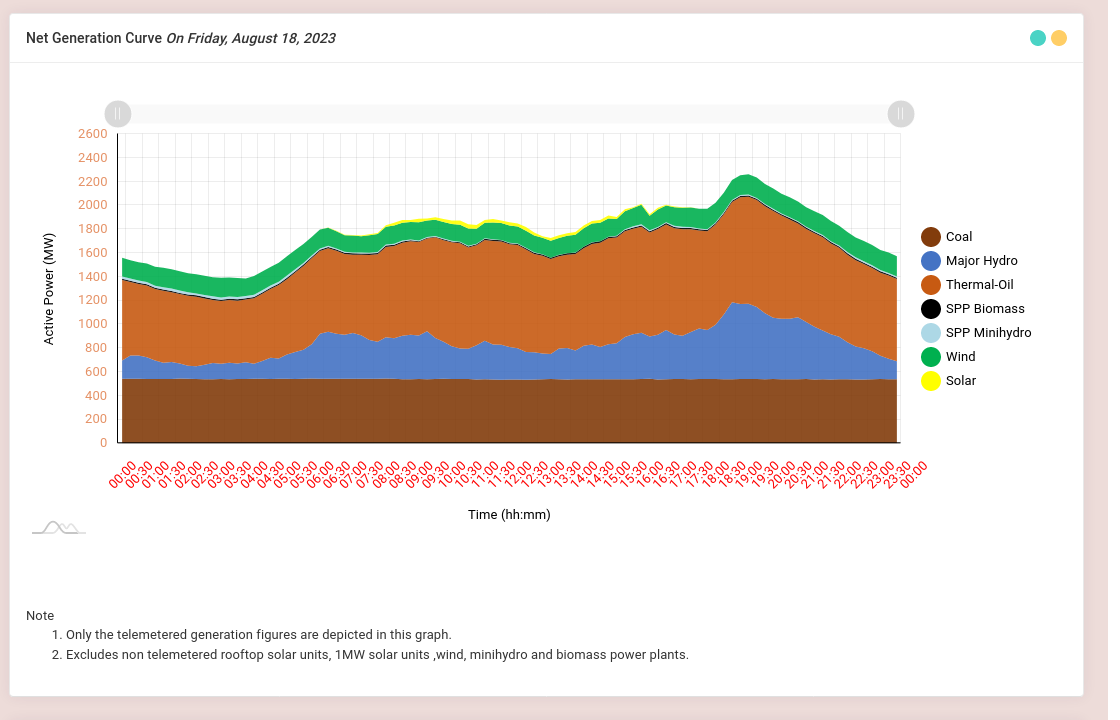 Net Generation Curve On Friday, August 18, 2023
2600
2400
2200
2000
1800
1600
1400
1200
1000
800
600
400
200
0
Active Power (MW)
Coal
Major Hydro
Thermal-Oil
SPP Biomass
SPP Minihydro
Wind
Solar
00:00 00:30 01:00 01:30 02:00 02:30 03:00 03:30 04:00 04:30 05:00 05:30 06:00 06:30 07:00 07:30 08:00 08:30 09:00 09:30 10:00 10:30 11:00 11:30 12:00 12:30 13:00 13:30 14:00 14:30 15:00 15:30 16:00 16:30 17:00 17:30 18:00 18:30 19:00 19:30 20:00 20:30 21:00 21:30 22:00 22:30 23:00 23:30 00:00
Time (hh:mm)
Note
1. Only the telemetered generation figures are depicted in this graph.
2. Excludes non telemetered rooftop solar units, 1MW solar units ,wind, minihydro and biomass power plants.